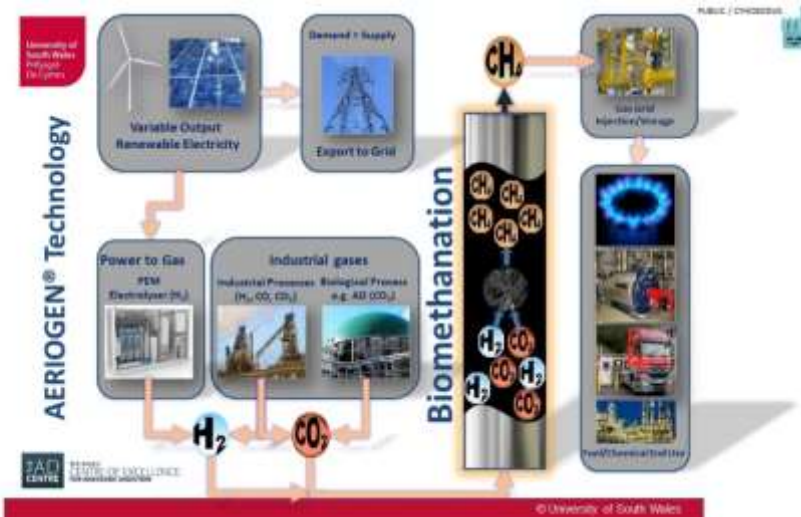 PUBLIC / CYHOEDDUS
University of
South Wales
Prifysgol
De Cymru
AERIOGEN® Technology
Variable Output
Renewable Electricity
Demand > Supply
Export to Grid
CH₄
Gas Grid
Injection/Storage
Power to Gas
PEM
Electrolyser (H₂)
Industrial gases
Industrial Processes
(H₂, CO, CO₂)
Biological Process
e.g. AD (CO₂)
Biomethanation
CH₄
CH₄
CH₄
CH₄
CH₄
H₂
CO₂
CO₂
H₂
H₂
CO₂
CO₂
Fuel/Chemical End Use
H₂
CO₂
AD
CENTRE
CENTRE OF EXCELLENCE
© University of South Wales